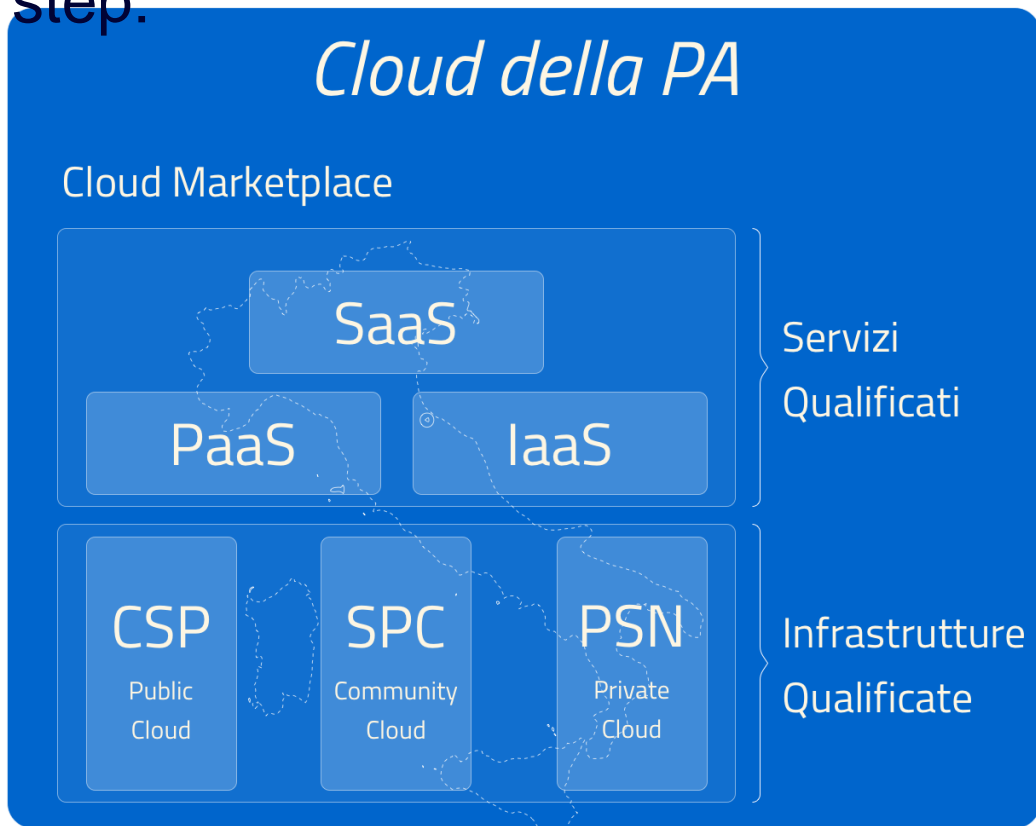 step.
Cloud della PA
Cloud Marketplace
SaaS
PaaS
IaaS
Servizi
Qualificati
CSP
Public
Cloud
SPC
Community
Cloud
PSN
Private
Cloud
Infrastrutture
Qualificate